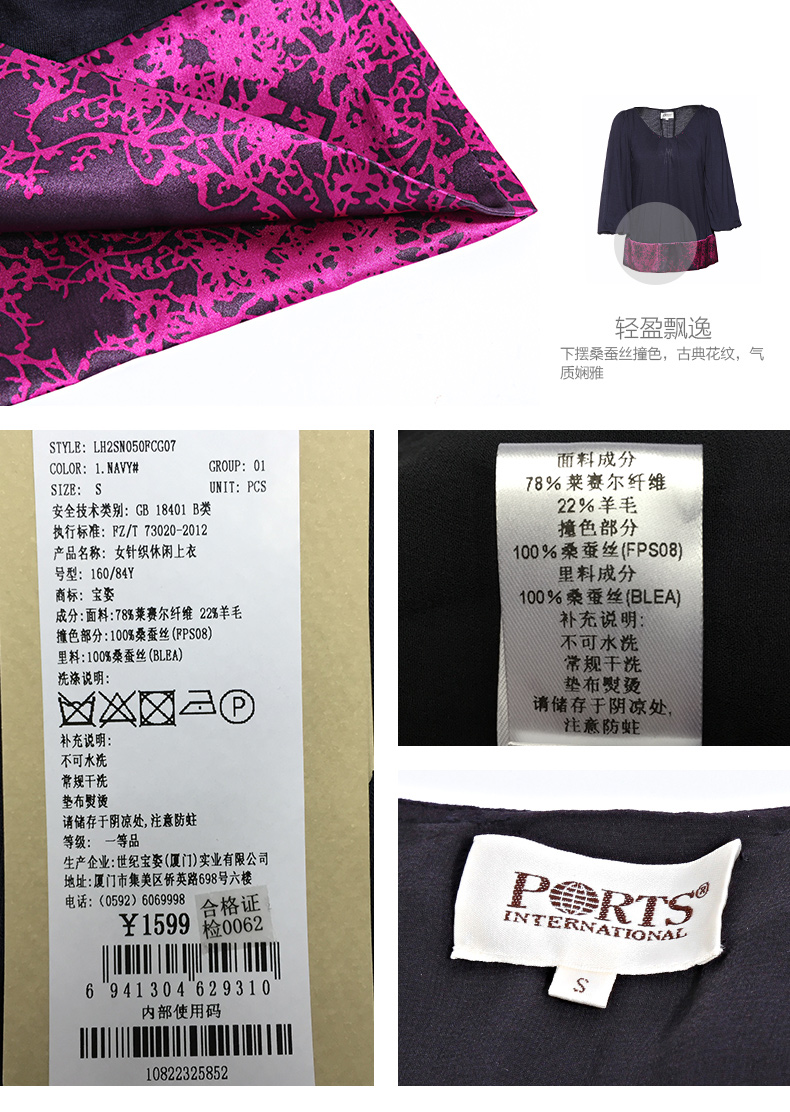 轻盈飘逸
下摆桑蚕丝撞色，古典花纹，气
质娴雅
STYLE: LH2SN050FCG07
COLOR: 1.NAVY# GROUP: 01
SIZE: S UNIT: PCS
安全技术类别: GB 18401 B类
执行标准: FZ/T 73020-2012
产品名称: 女针织休闲上衣
号型: 160/84Y
商标: 宝姿
成分:面料:78%莱赛尔纤维 22%羊毛
撞色部分:100%桑蚕丝(FPS08)
里料:100%桑蚕丝(BLEA)
洗涤说明:
P
补充说明:
不可水洗
常规干洗
垫布熨烫
请储存于阴凉处,注意防蛀
等级: 一等品
生产企业:世纪宝姿(厦门)实业有限公司
地址:厦门市集美区侨英路698号六楼
电话:(0592) 6069998
￥1599
合格证
检0062
6 941304 629310
内部使用码
10822325852
面料成分
78%莱赛尔纤维
22%羊毛
撞色部分
100%桑蚕丝(FPS08)
里料成分
100%桑蚕丝(BLEA)
补充说明:
不可水洗
常规干洗
垫布熨烫
请储存于阴凉处,
注意防蛀
PORTS®
INTERNATIONAL
S